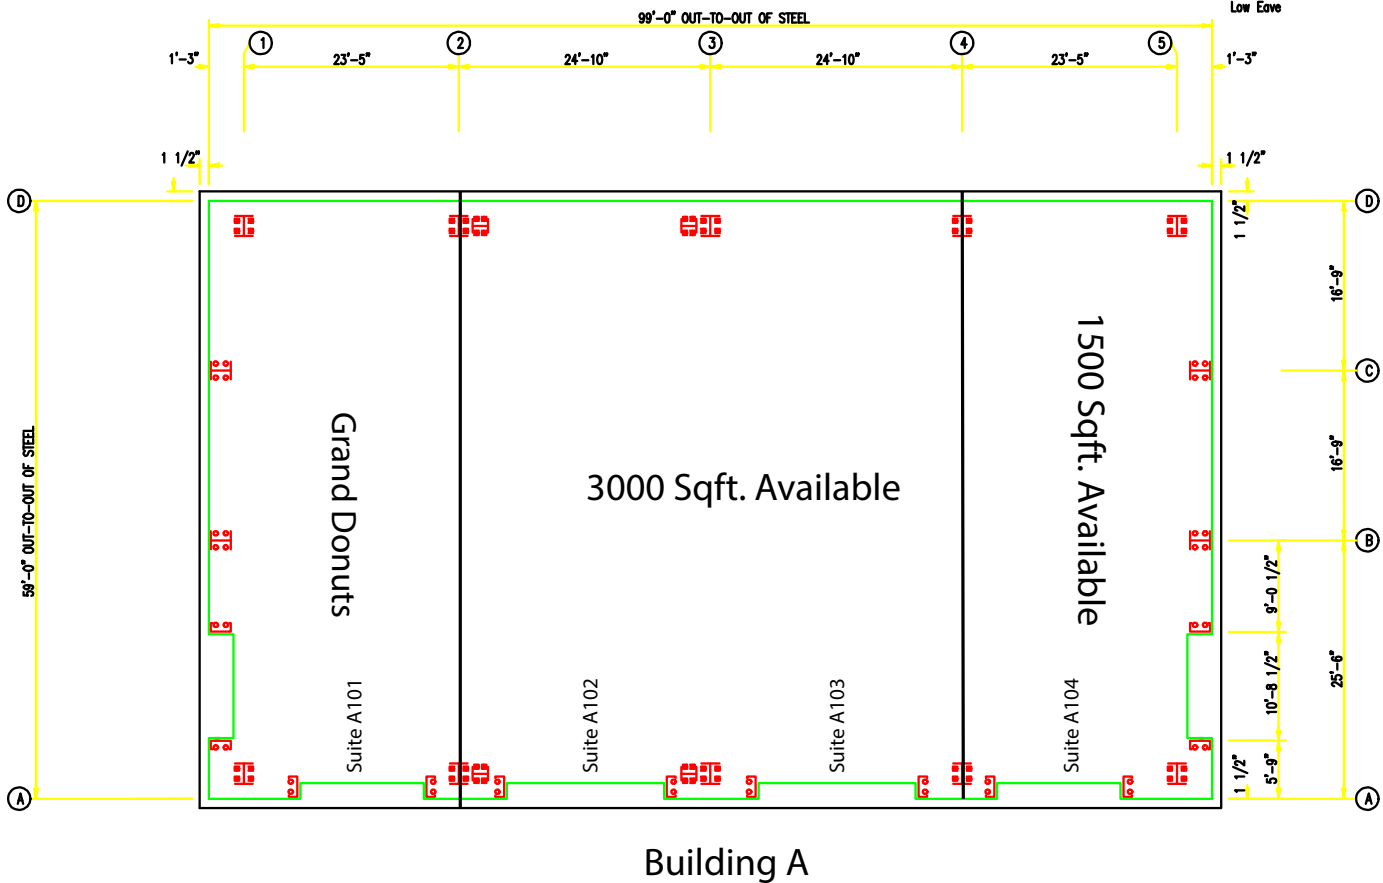 Low Eave
99'-0" OUT-TO-OUT OF STEEL
1 2 3 4 5
1'-3" 23'-5" 24'-10" 24'-10" 23'-5" 1'-3"
1 1/2" 1 1/2"
D D
1 1/2"
16'-9"
C
59'-0" OUT-TO-OUT OF STEEL
Grand Donuts
3000 Sqft. Available
1500 Sqft. Available
16'-9"
B
9'-0 1/2"
25'-6"
10'-8 1/2"
Suite A101
Suite A102
Suite A103
Suite A104
1 1/2"
5'-9"
A A
Building A